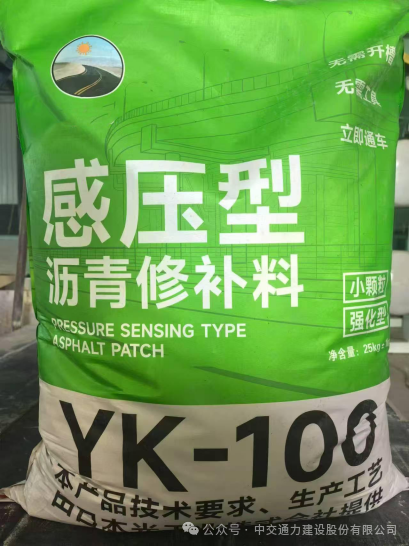 无需开槽
无需工具
立即通车
感压型
沥青修补料
PRESSURE SENSING TYPE
ASPHALT PATCH
小颗粒
强化型
净含量：25kg
YK-100
本产品技术要求、生产工艺
公众号 · 中交通力建设股份有限公司